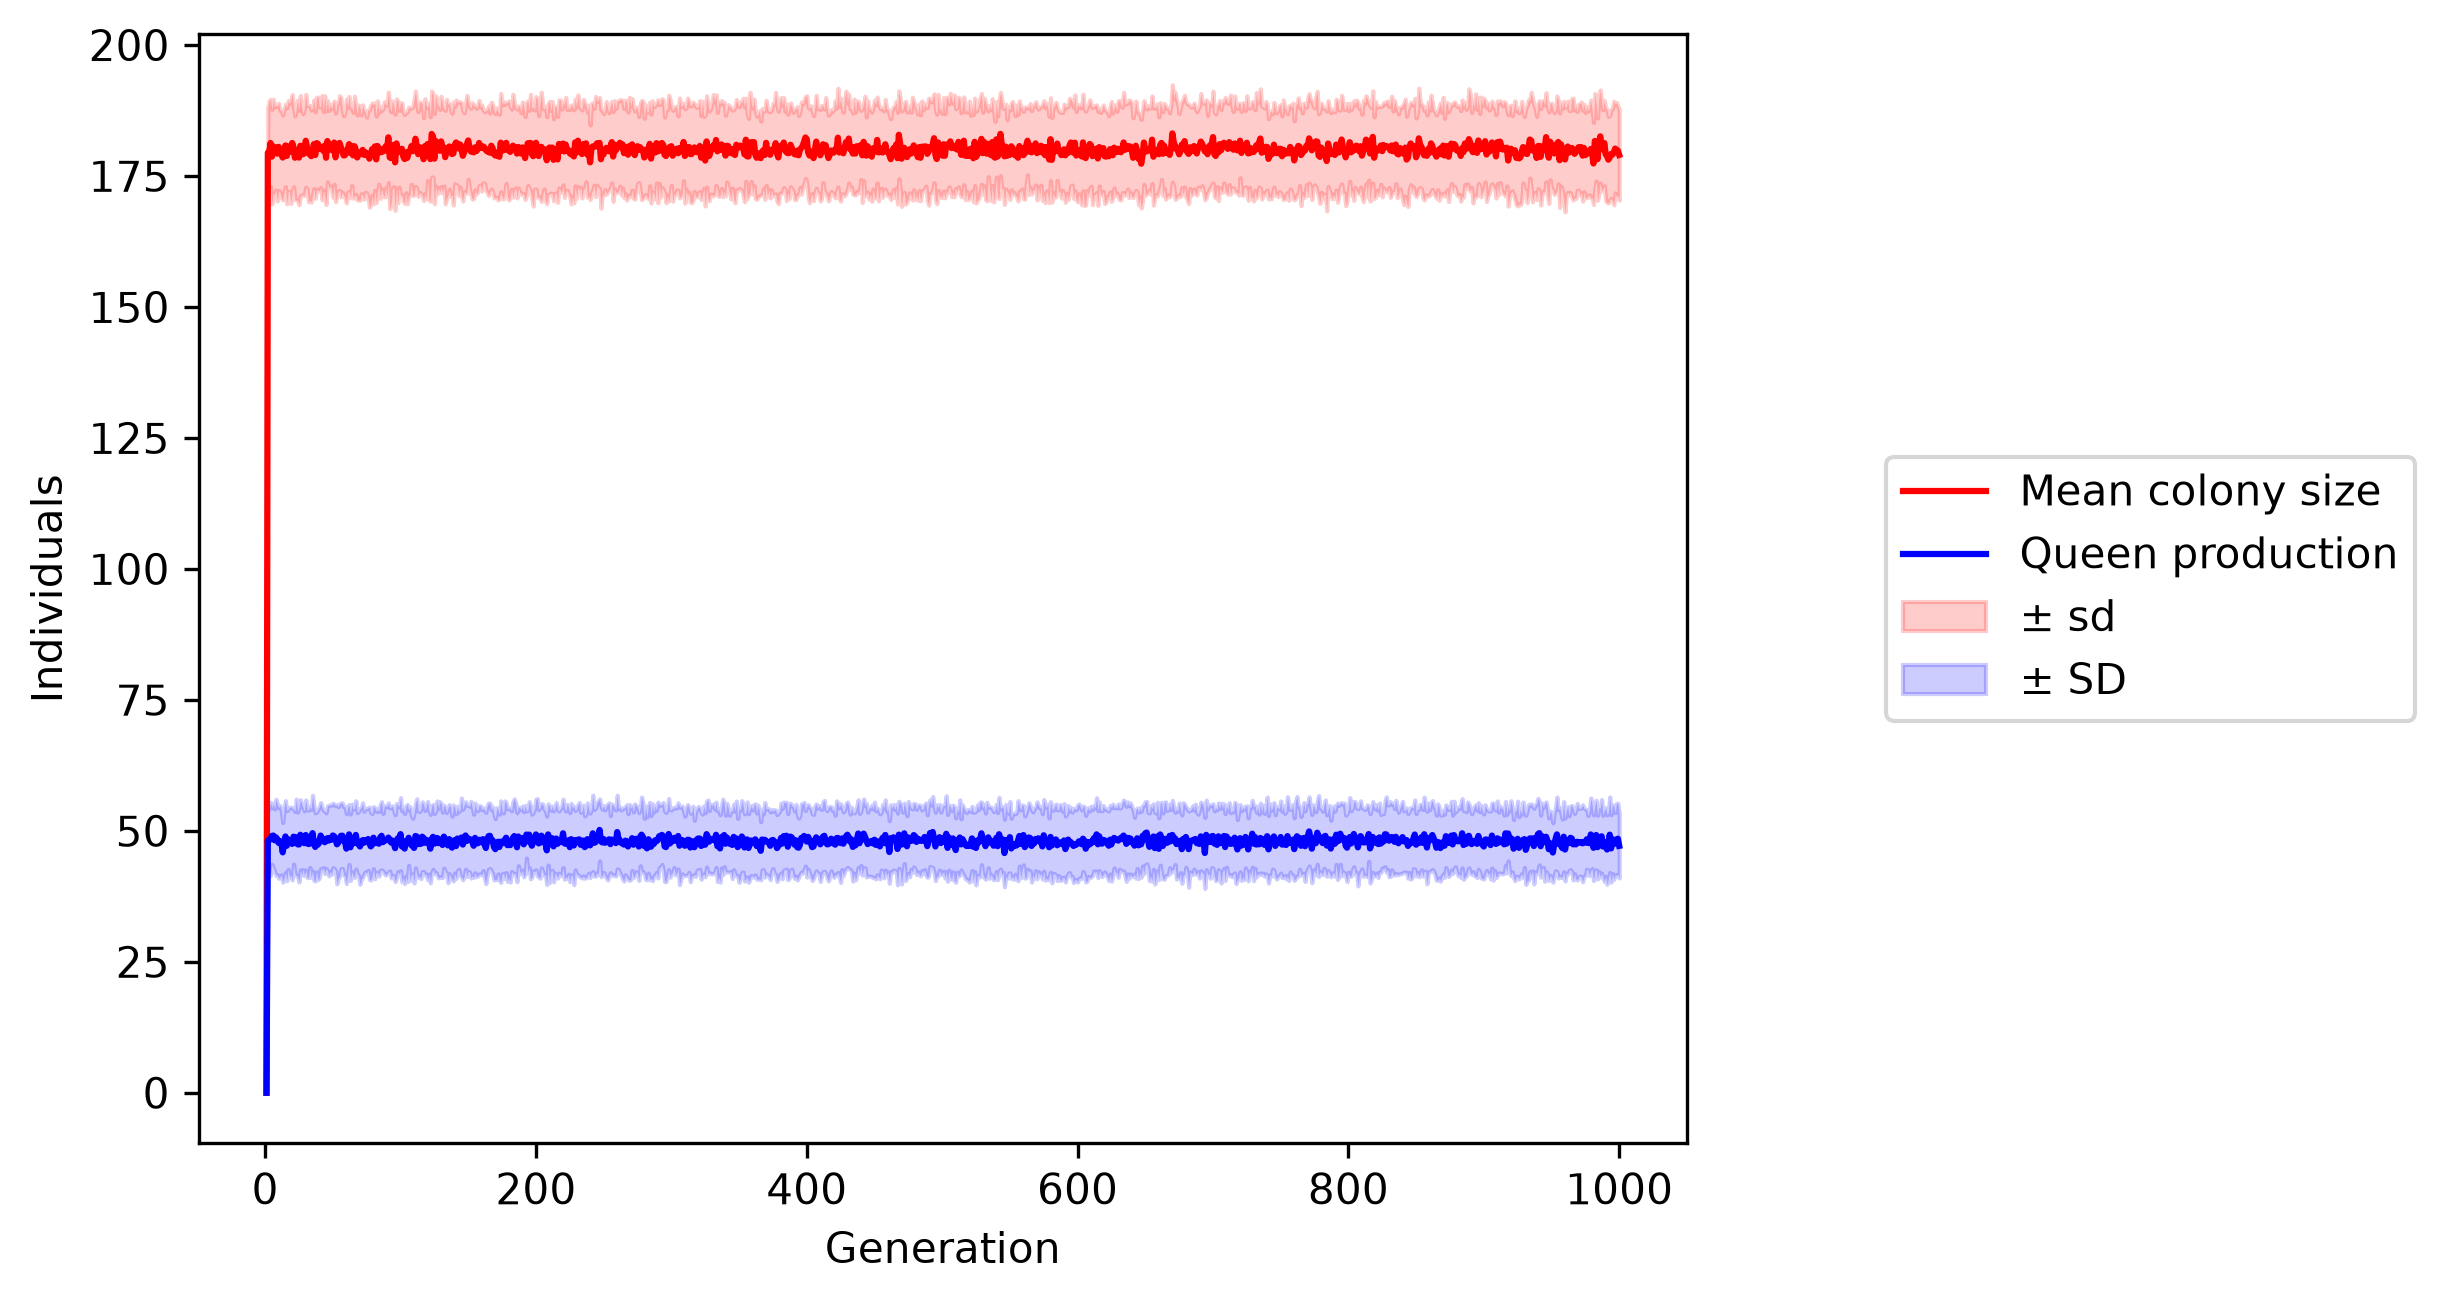 200
175
150
125
100
75
50
25
0
Individuals
0 200 400 600 800 1000
Generation
Mean colony size
Queen production
± sd
± SD